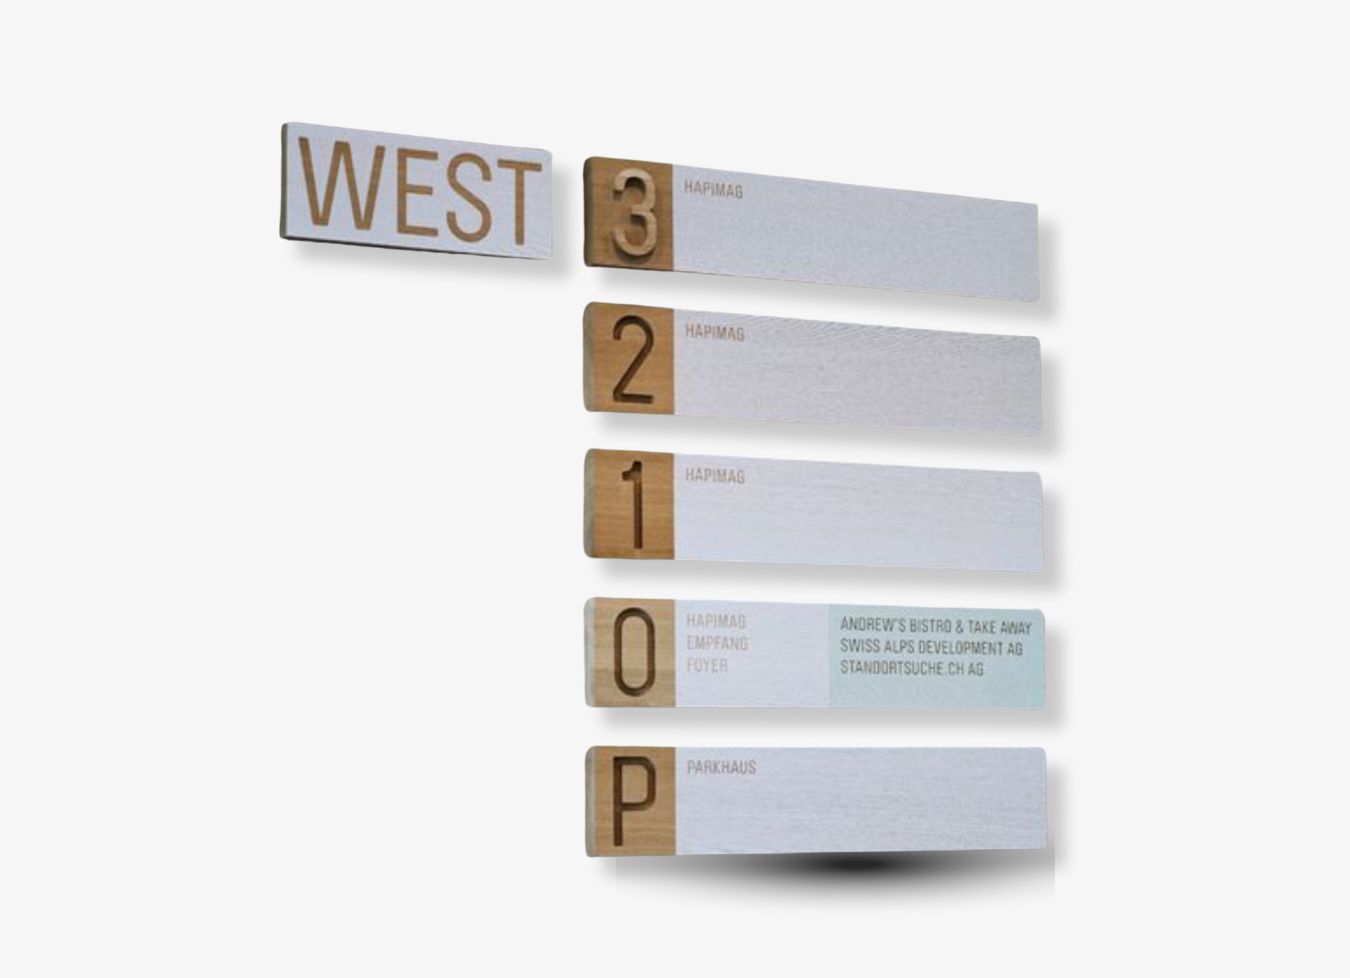 WEST
3
HAPIMAG
2
HAPIMAG
1
HAPIMAG
0
HAPIMAG
EMPFANG
FOYER
ANDREW'S BISTRO & TAKE AWAY
SWISS ALPS DEVELOPMENT AG
STANDORTSUCHE.CH AG
P
PARKHAUS